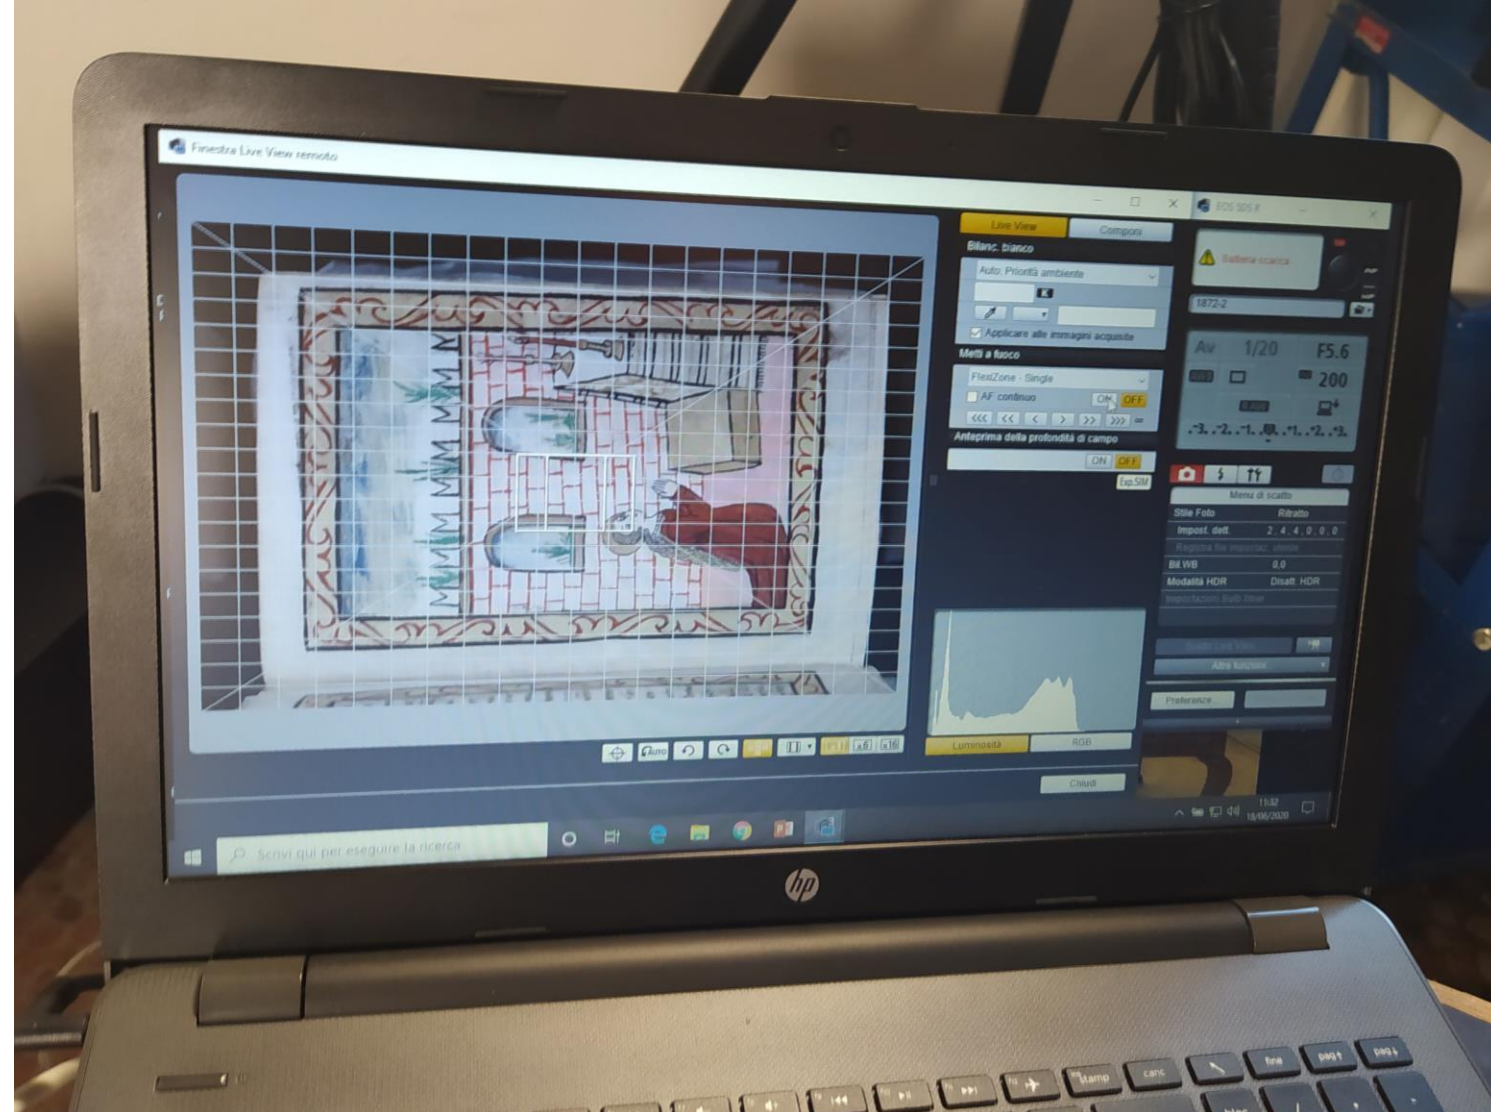 Finestra Live View remoto
EOS 5DS R
Live View
Componi
Bilanc. bianco
Auto: Priorità ambiente
K
Applicare alle immagini acquisite
Metti a fuoco
FlexiZone - Single
AF continuo
ON OFF
<<< << < > >> >>>
Anteprima della profondità di campo
ON OFF
Exp.SIM
Batteria scarica
1872-2
Av 1/20 F5.6
200
Menu di scatto
Stile Foto Ritratto
Impost. dett. 2, 4, 4, 0, 0, 0
Bil.WB 0,0
Modalità HDR Disatt. HDR
Altre funzioni
Preferenze...
AUTO
x6 x16
Luminosità
RGB
Chiudi
Scrivi qui per eseguire la ricerca
11:32
18/06/2020
hp
stamp
canc
fine
pag↑
pag↓